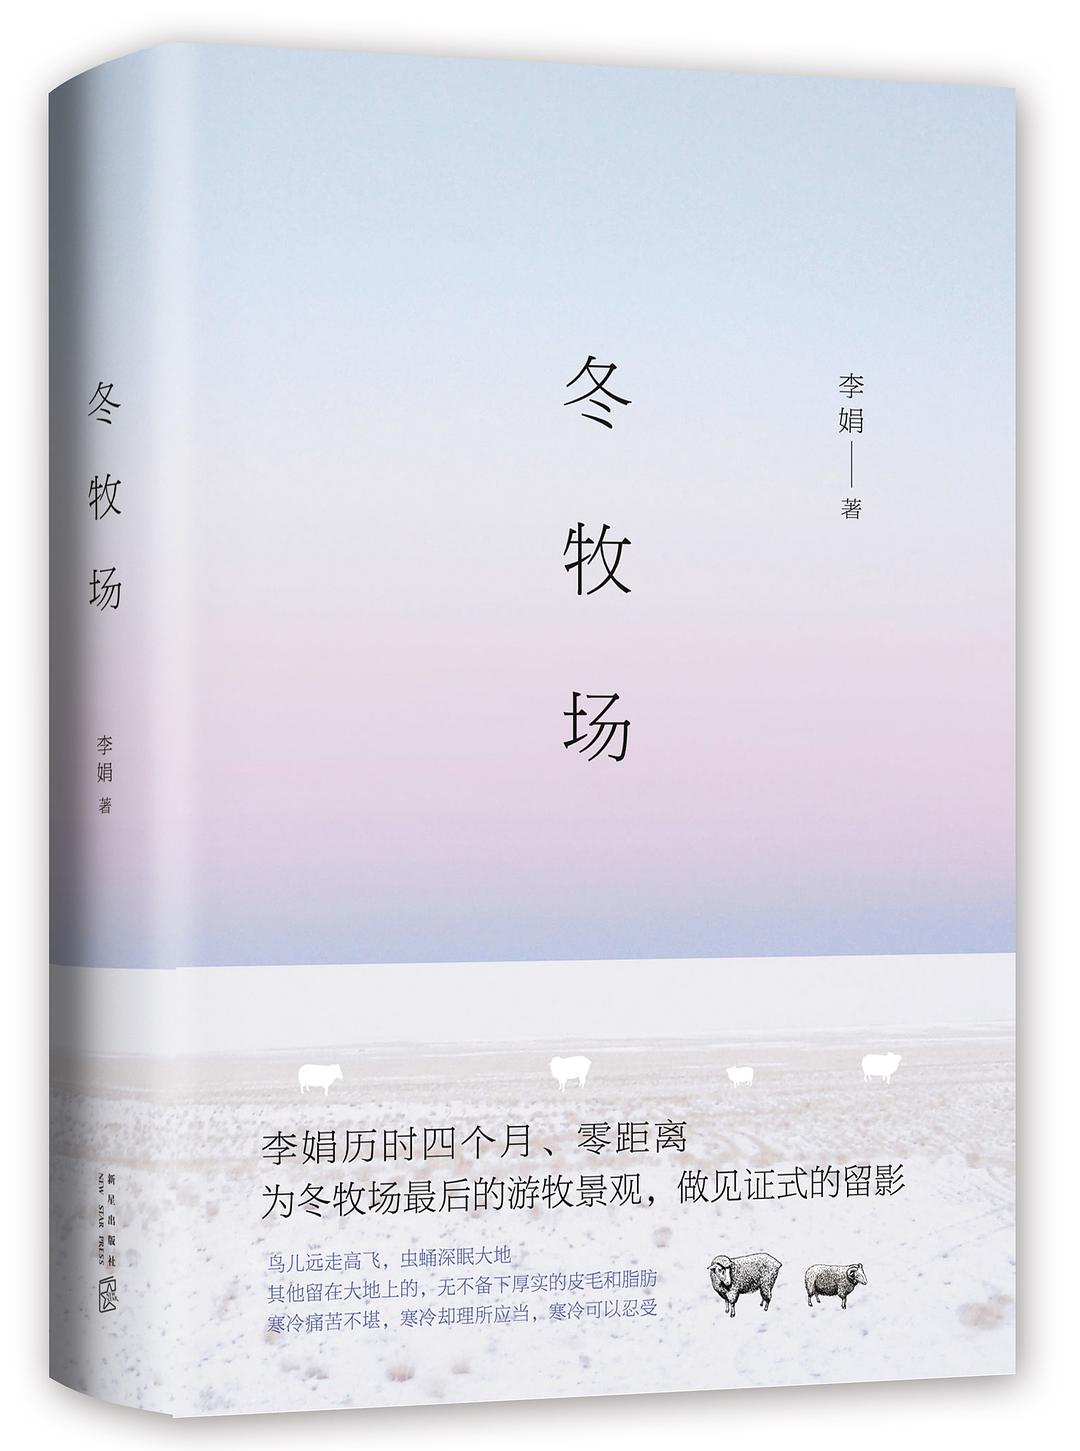 冬牧场
李娟——著
李娟历时四个月、零距离
为冬牧场最后的游牧景观，做见证式的留影
鸟儿远走高飞，虫蛹深眠大地
其他留在大地上的，无不备下厚实的皮毛和脂肪
寒冷痛苦不堪，寒冷却理所应当，寒冷可以忍受
冬牧场
李娟 著
新星出版社
NEW STAR PRESS